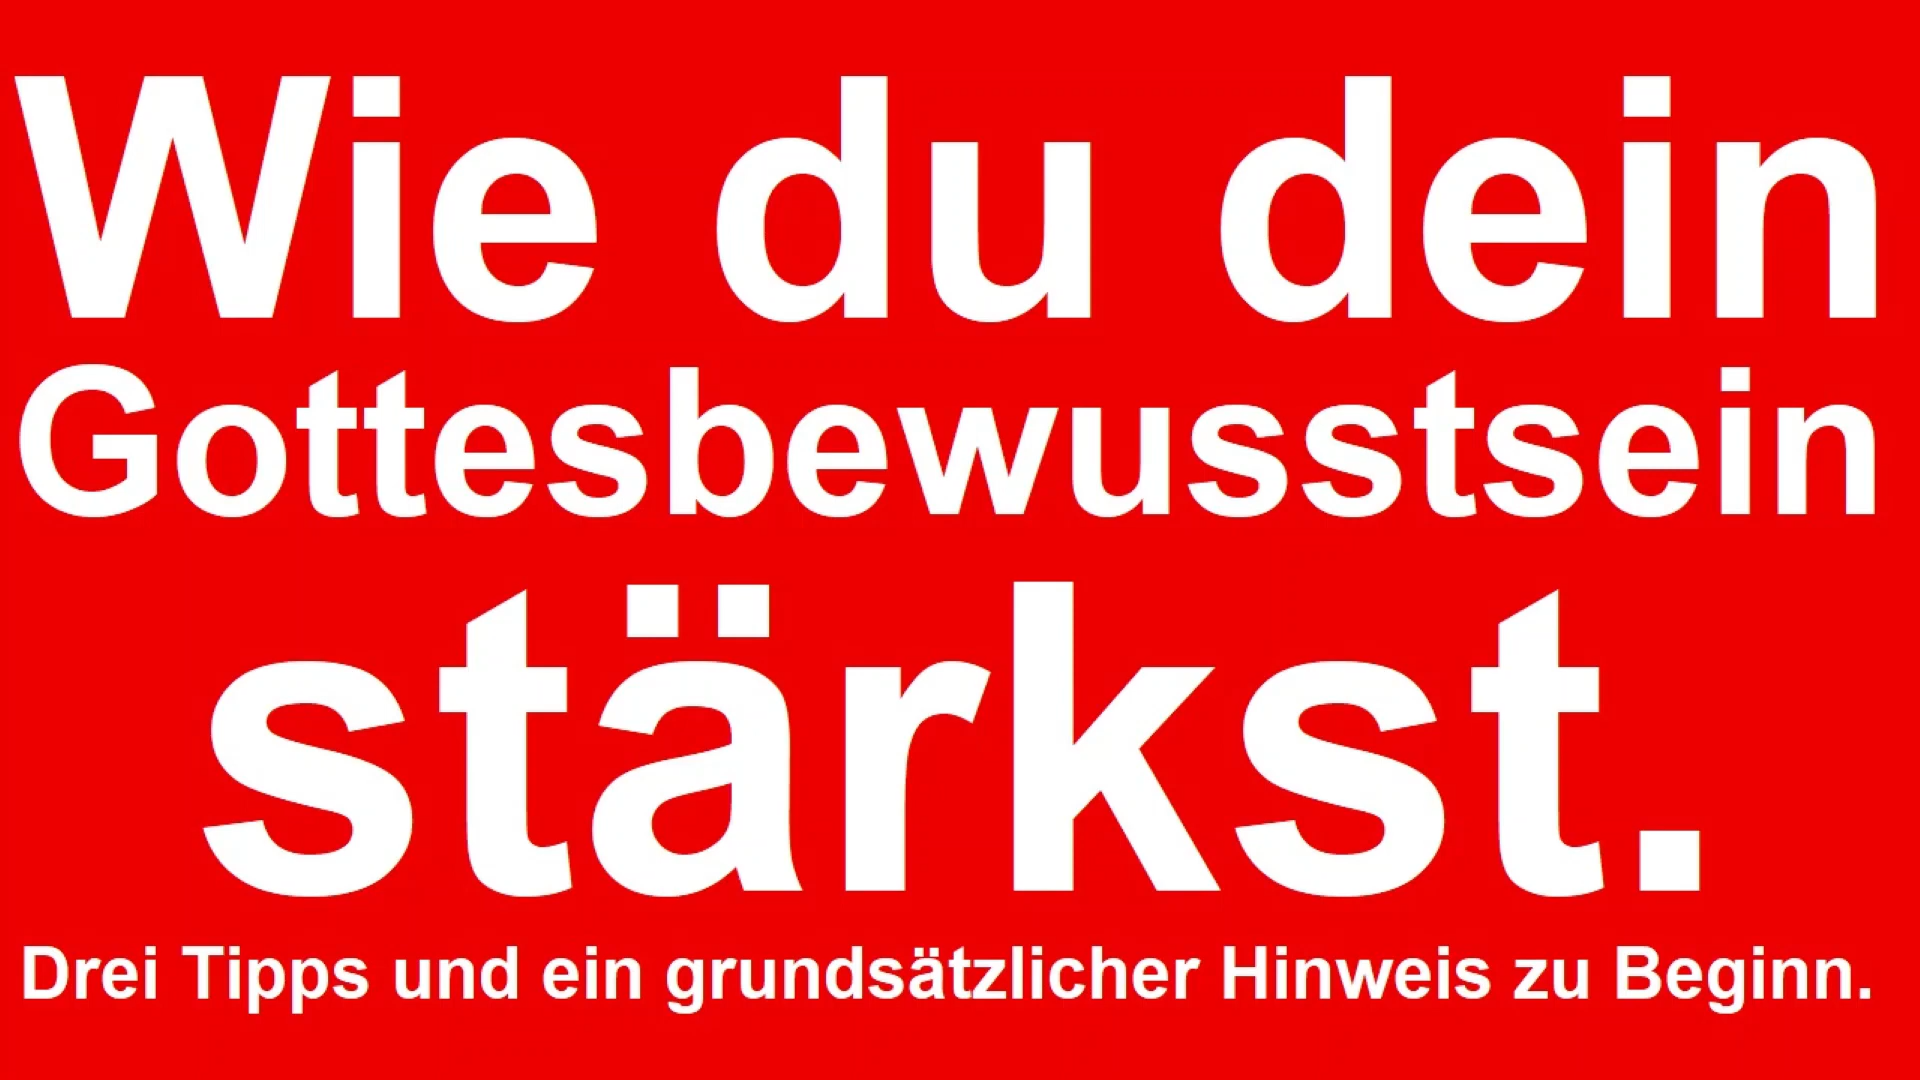 Wie du dein
Gottesbewusstsein
stärkst.
Drei Tipps und ein grundsätzlicher Hinweis zu Beginn.